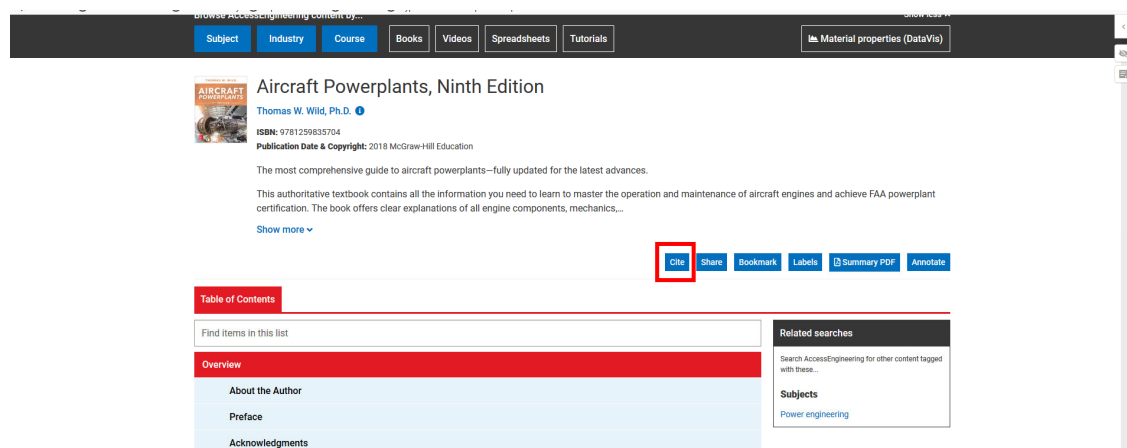 Browse AccessEngineering content by...
Show less
Subject Industry Course Books Videos Spreadsheets Tutorials Material properties (DataVis)
THOMAS W. WILD
AIRCRAFT
POWERPLANTS
Aircraft Powerplants, Ninth Edition
Thomas W. Wild, Ph.D.
ISBN: 9781259835704
Publication Date & Copyright: 2018 McGraw-Hill Education
The most comprehensive guide to aircraft powerplants—fully updated for the latest advances.
This authoritative textbook contains all the information you need to learn to master the operation and maintenance of aircraft engines and achieve FAA powerplant
certification. The book offers clear explanations of all engine components, mechanics,...
Show more
Cite Share Bookmark Labels Summary PDF Annotate
Table of Contents
Find items in this list
Overview
About the Author
Preface
Acknowledgments
Related searches
Search AccessEngineering for other content tagged
with these...
Subjects
Power engineering